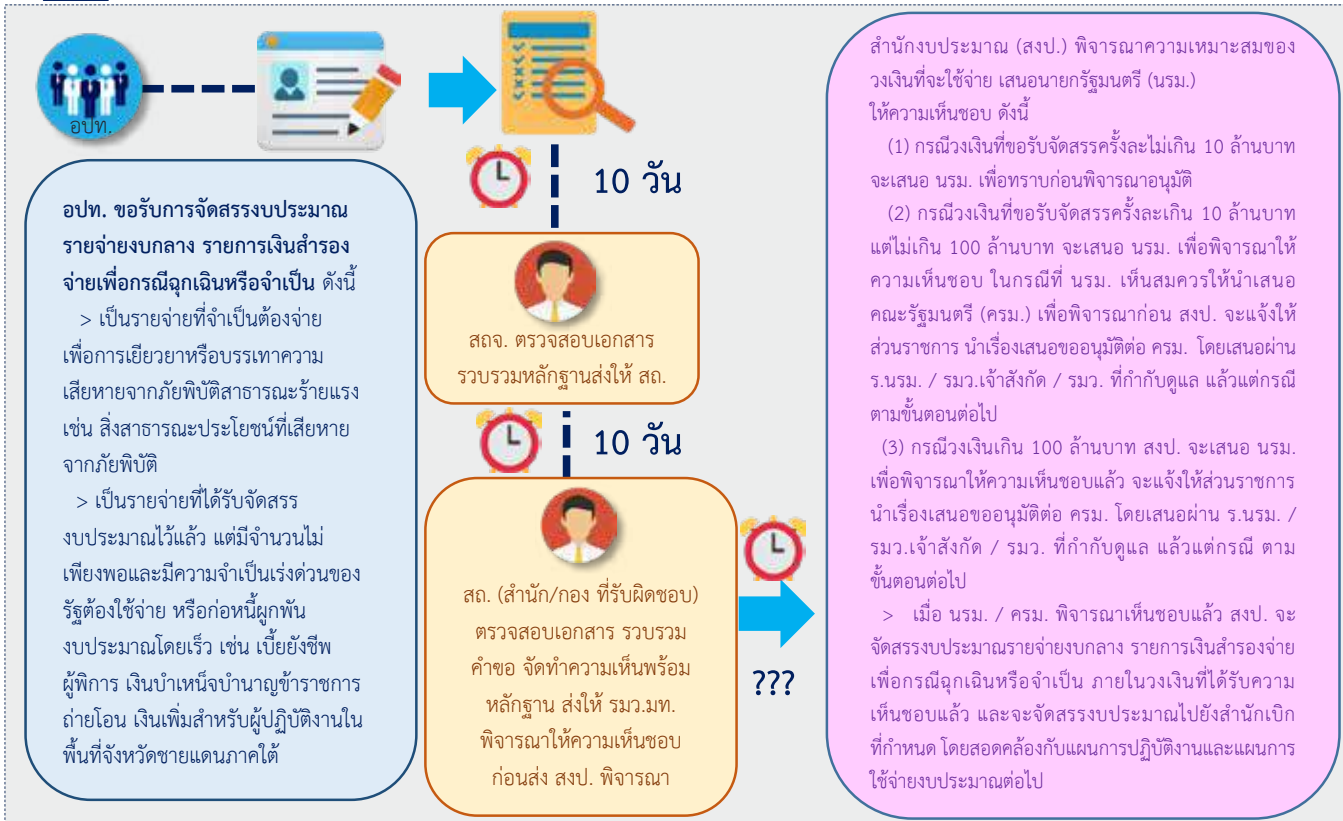 อปท.
อปท. ขอรับการจัดสรรงบประมาณ
รายจ่ายงบกลาง รายการเงินสำรอง
จ่ายเพื่อกรณีฉุกเฉินหรือจำเป็น ดังนี้
> เป็นรายจ่ายที่จำเป็นต้องจ่าย
เพื่อการเยียวยาหรือบรรเทาความ
เสียหายจากภัยพิบัติสาธารณะร้ายแรง
เช่น สิ่งสาธารณะประโยชน์ที่เสียหาย
จากภัยพิบัติ
> เป็นรายจ่ายที่ได้รับจัดสรร
งบประมาณไว้แล้ว แต่มีจำนวนไม่
เพียงพอและมีความจำเป็นเร่งด่วนของ
รัฐต้องใช้จ่าย หรือก่อหนี้ผูกพัน
งบประมาณโดยเร็ว เช่น เบี้ยยังชีพ
ผู้พิการ เงินบำเหน็จบำนาญข้าราชการ
ถ่ายโอน เงินเพิ่มสำหรับผู้ปฏิบัติงานใน
พื้นที่จังหวัดชายแดนภาคใต้
10 วัน
สถจ. ตรวจสอบเอกสาร
รวบรวมหลักฐานส่งให้ สถ.
10 วัน
สถ. (สำนัก/กอง ที่รับผิดชอบ)
ตรวจสอบเอกสาร รวบรวม
คำขอ จัดทำความเห็นพร้อม
หลักฐาน ส่งให้ รมว.มท.
พิจารณาให้ความเห็นชอบ
ก่อนส่ง สงป. พิจารณา
???
สำนักงบประมาณ (สงป.) พิจารณาความเหมาะสมของ
วงเงินที่จะใช้จ่าย เสนอนายกรัฐมนตรี (นรม.)
ให้ความเห็นชอบ ดังนี้
(1) กรณีวงเงินที่ขอรับจัดสรรครั้งละไม่เกิน 10 ล้านบาท
จะเสนอ นรม. เพื่อทราบก่อนพิจารณาอนุมัติ
(2) กรณีวงเงินที่ขอรับจัดสรรครั้งละเกิน 10 ล้านบาท
แต่ไม่เกิน 100 ล้านบาท จะเสนอ นรม. เพื่อพิจารณาให้
ความเห็นชอบ ในกรณีที่ นรม. เห็นสมควรให้นำเสนอ
คณะรัฐมนตรี (ครม.) เพื่อพิจารณาก่อน สงป. จะแจ้งให้
ส่วนราชการ นำเรื่องเสนอขออนุมัติต่อ ครม. โดยเสนอผ่าน
ร.นรม. / รมว.เจ้าสังกัด / รมว. ที่กำกับดูแล แล้วแต่กรณี
ตามขั้นตอนต่อไป
(3) กรณีวงเงินเกิน 100 ล้านบาท สงป. จะเสนอ นรม.
เพื่อพิจารณาให้ความเห็นชอบแล้ว จะแจ้งให้ส่วนราชการ
นำเรื่องเสนอขออนุมัติต่อ ครม. โดยเสนอผ่าน ร.นรม. /
รมว.เจ้าสังกัด / รมว. ที่กำกับดูแล แล้วแต่กรณี ตาม
ขั้นตอนต่อไป
> เมื่อ นรม. / ครม. พิจารณาเห็นชอบแล้ว สงป. จะ
จัดสรรงบประมาณรายจ่ายงบกลาง รายการเงินสำรองจ่าย
เพื่อกรณีฉุกเฉินหรือจำเป็น ภายในวงเงินที่ได้รับความ
เห็นชอบแล้ว และจะจัดสรรงบประมาณไปยังสำนักเบิก
ที่กำหนด โดยสอดคล้องกับแผนการปฏิบัติงานและแผนการ
ใช้จ่ายงบประมาณต่อไป